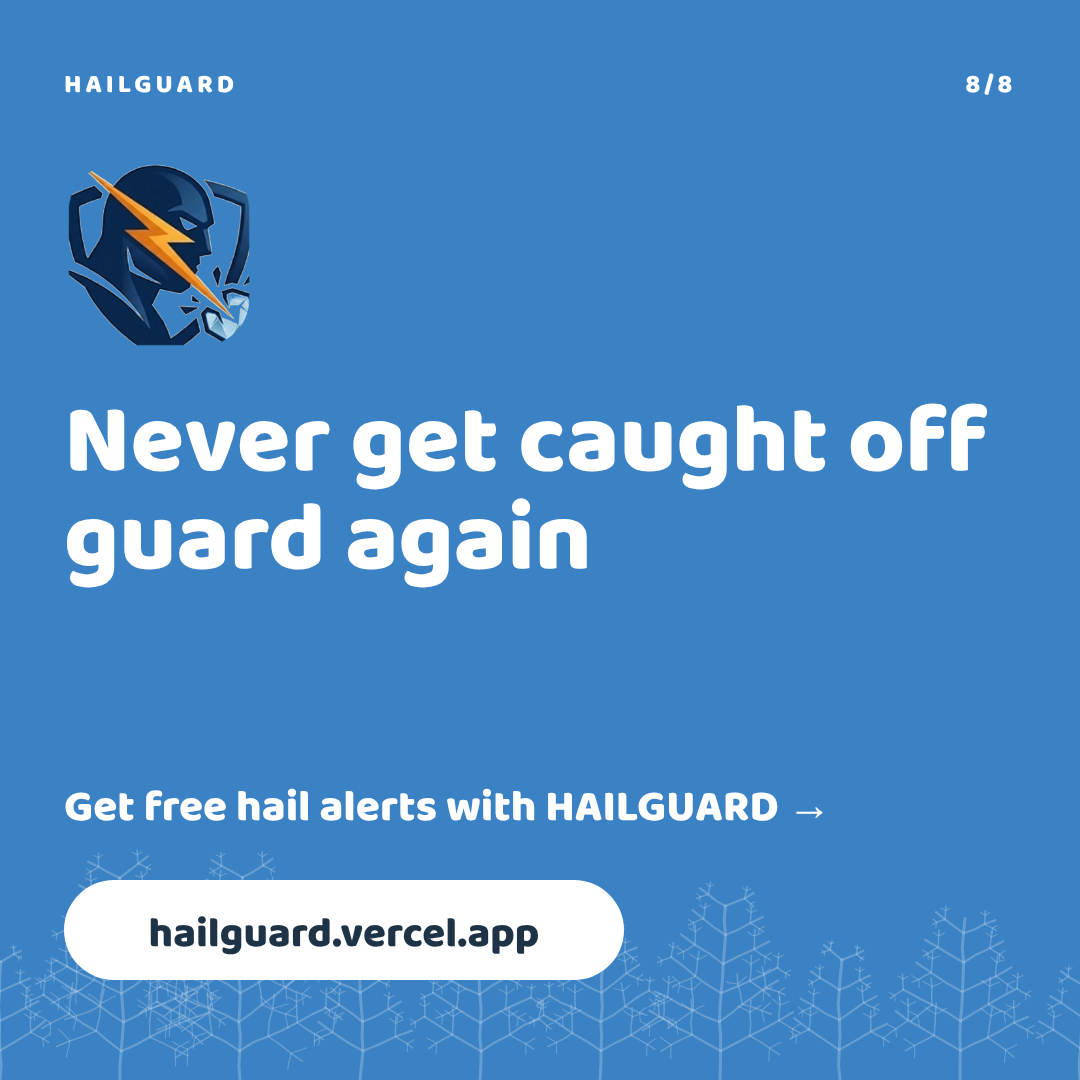 HAILGUARD
8/8
Never get caught off
guard again
Get free hail alerts with HAILGUARD →
hailguard.vercel.app